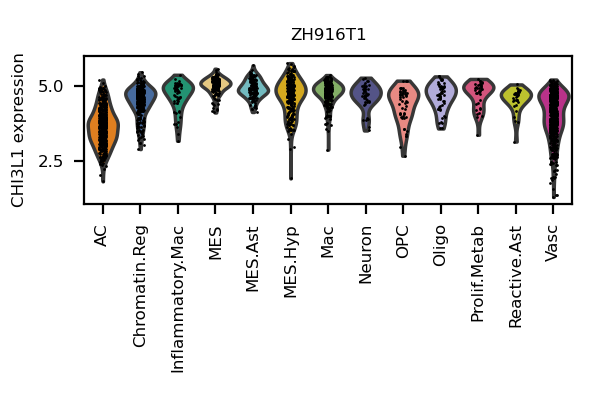 ZH916T1
CHI3L1 expression
5.0
2.5
AC
Chromatin.Reg
Inflammatory.Mac
MES
MES.Ast
MES.Hyp
Mac
Neuron
OPC
Oligo
Prolif.Metab
Reactive.Ast
Vasc